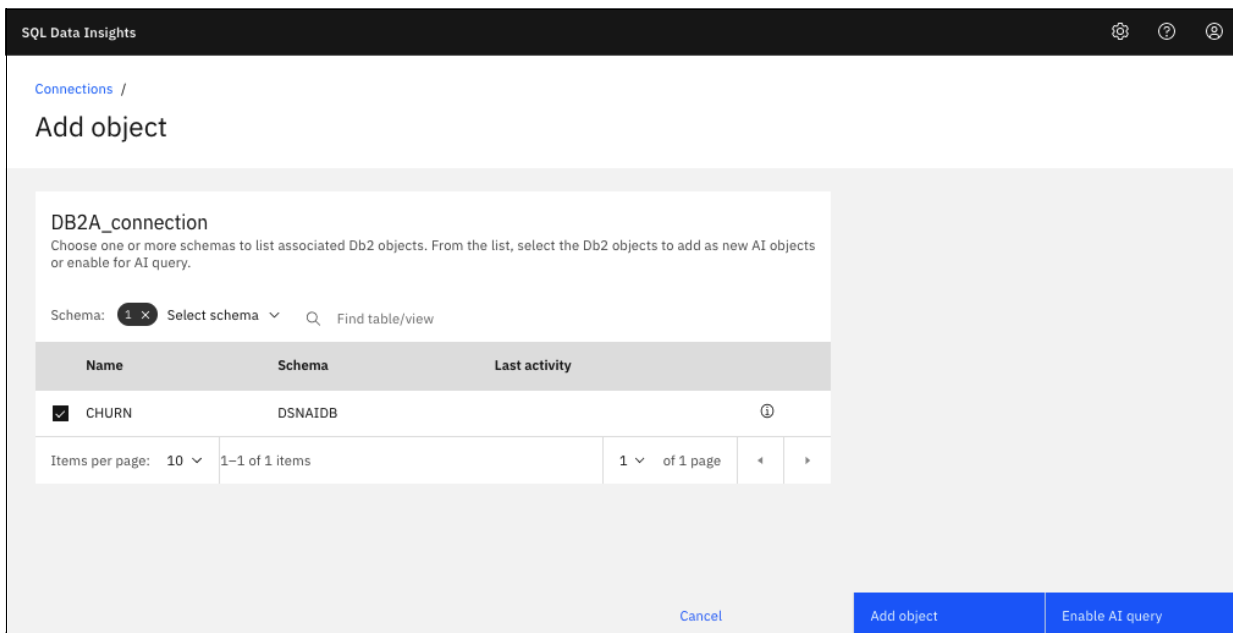 SQL Data Insights
Connections /
Add object
DB2A_connection
Choose one or more schemas to list associated Db2 objects. From the list, select the Db2 objects to add as new AI objects
or enable for AI query.
Schema: 1 × Select schema Find table/view
Name Schema Last activity
CHURN DSNAIDB
Items per page: 10 1–1 of 1 items 1 of 1 page
Cancel Add object Enable AI query